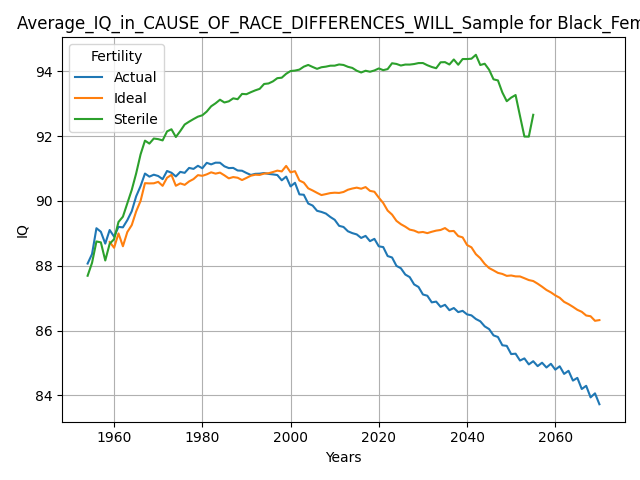 Average_IQ_in_CAUSE_OF_RACE_DIFFERENCES_WILL_Sample for Black_Fem
Fertility
Actual
Ideal
Sterile
94
92
90
88
86
84
IQ
1960
1980
2000
2020
2040
2060
Years